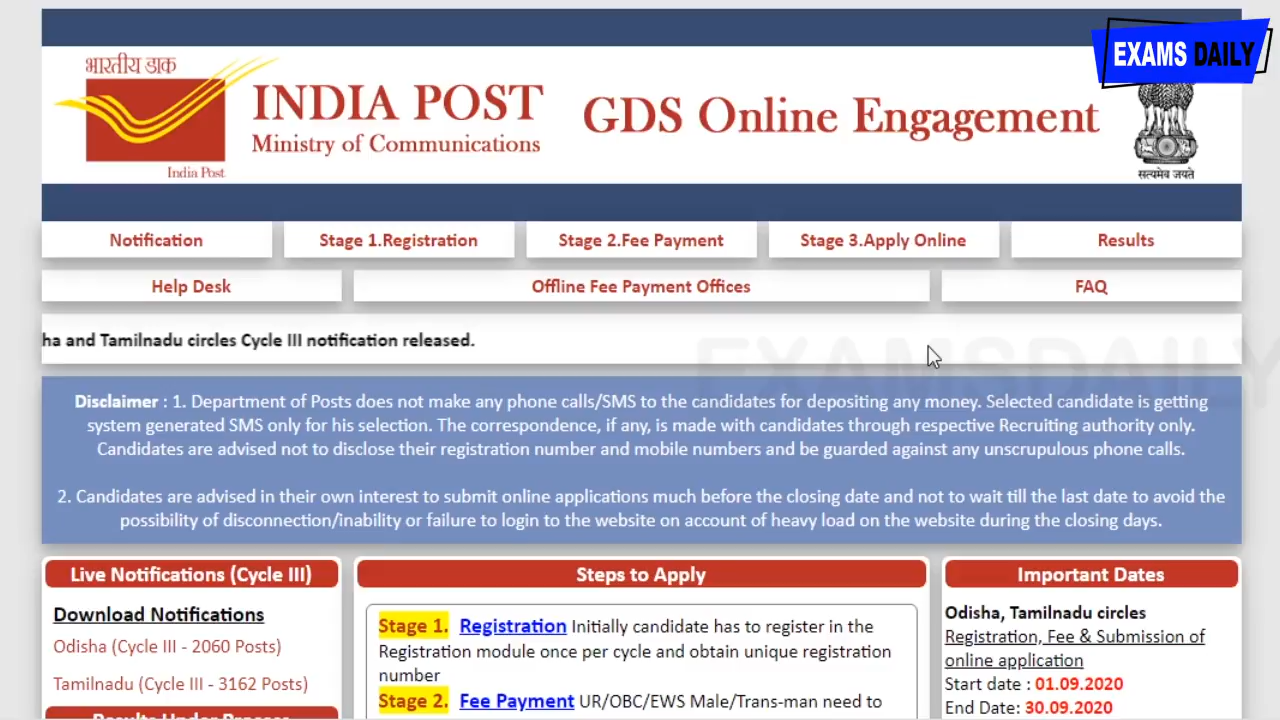 EXAMS DAILY
भारतीय डाक
INDIA POST
Ministry of Communications
India Post
GDS Online Engagement
सत्यमेव जयते
Notification
Stage 1.Registration
Stage 2.Fee Payment
Stage 3.Apply Online
Results
Help Desk
Offline Fee Payment Offices
FAQ
ha and Tamilnadu circles Cycle III notification released.
EXAMSDAILY
Disclaimer : 1. Department of Posts does not make any phone calls/SMS to the candidates for depositing any money. Selected candidate is getting
system generated SMS only for his selection. The correspondence, if any, is made with candidates through respective Recruiting authority only.
Candidates are advised not to disclose their registration number and mobile numbers and be guarded against any unscrupulous phone calls.
2. Candidates are advised in their own interest to submit online applications much before the closing date and not to wait till the last date to avoid the
possibility of disconnection/inability or failure to login to the website on account of heavy load on the website during the closing days.
Live Notifications (Cycle III)
Download Notifications
Odisha (Cycle III - 2060 Posts)
Tamilnadu (Cycle III - 3162 Posts)
Results Under Process
Steps to Apply
Stage 1. Registration Initially candidate has to register in the
Registration module once per cycle and obtain unique registration
number
Stage 2. Fee Payment UR/OBC/EWS Male/Trans-man need to
Important Dates
Odisha, Tamilnadu circles
Registration, Fee & Submission of
online application
Start date : 01.09.2020
End Date: 30.09.2020